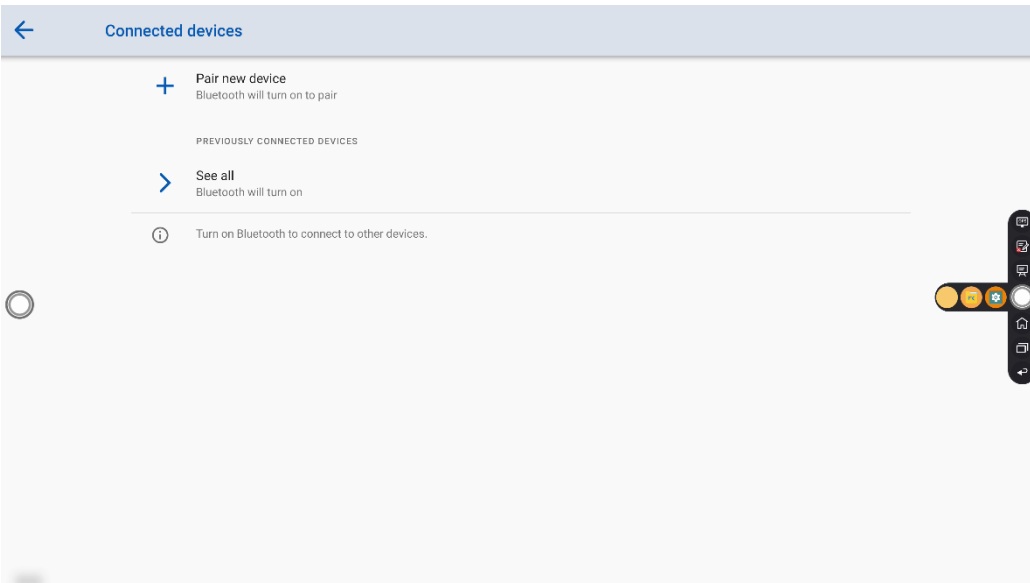 Connected devices
Pair new device
Bluetooth will turn on to pair
PREVIOUSLY CONNECTED DEVICES
See all
Bluetooth will turn on
Turn on Bluetooth to connect to other devices.